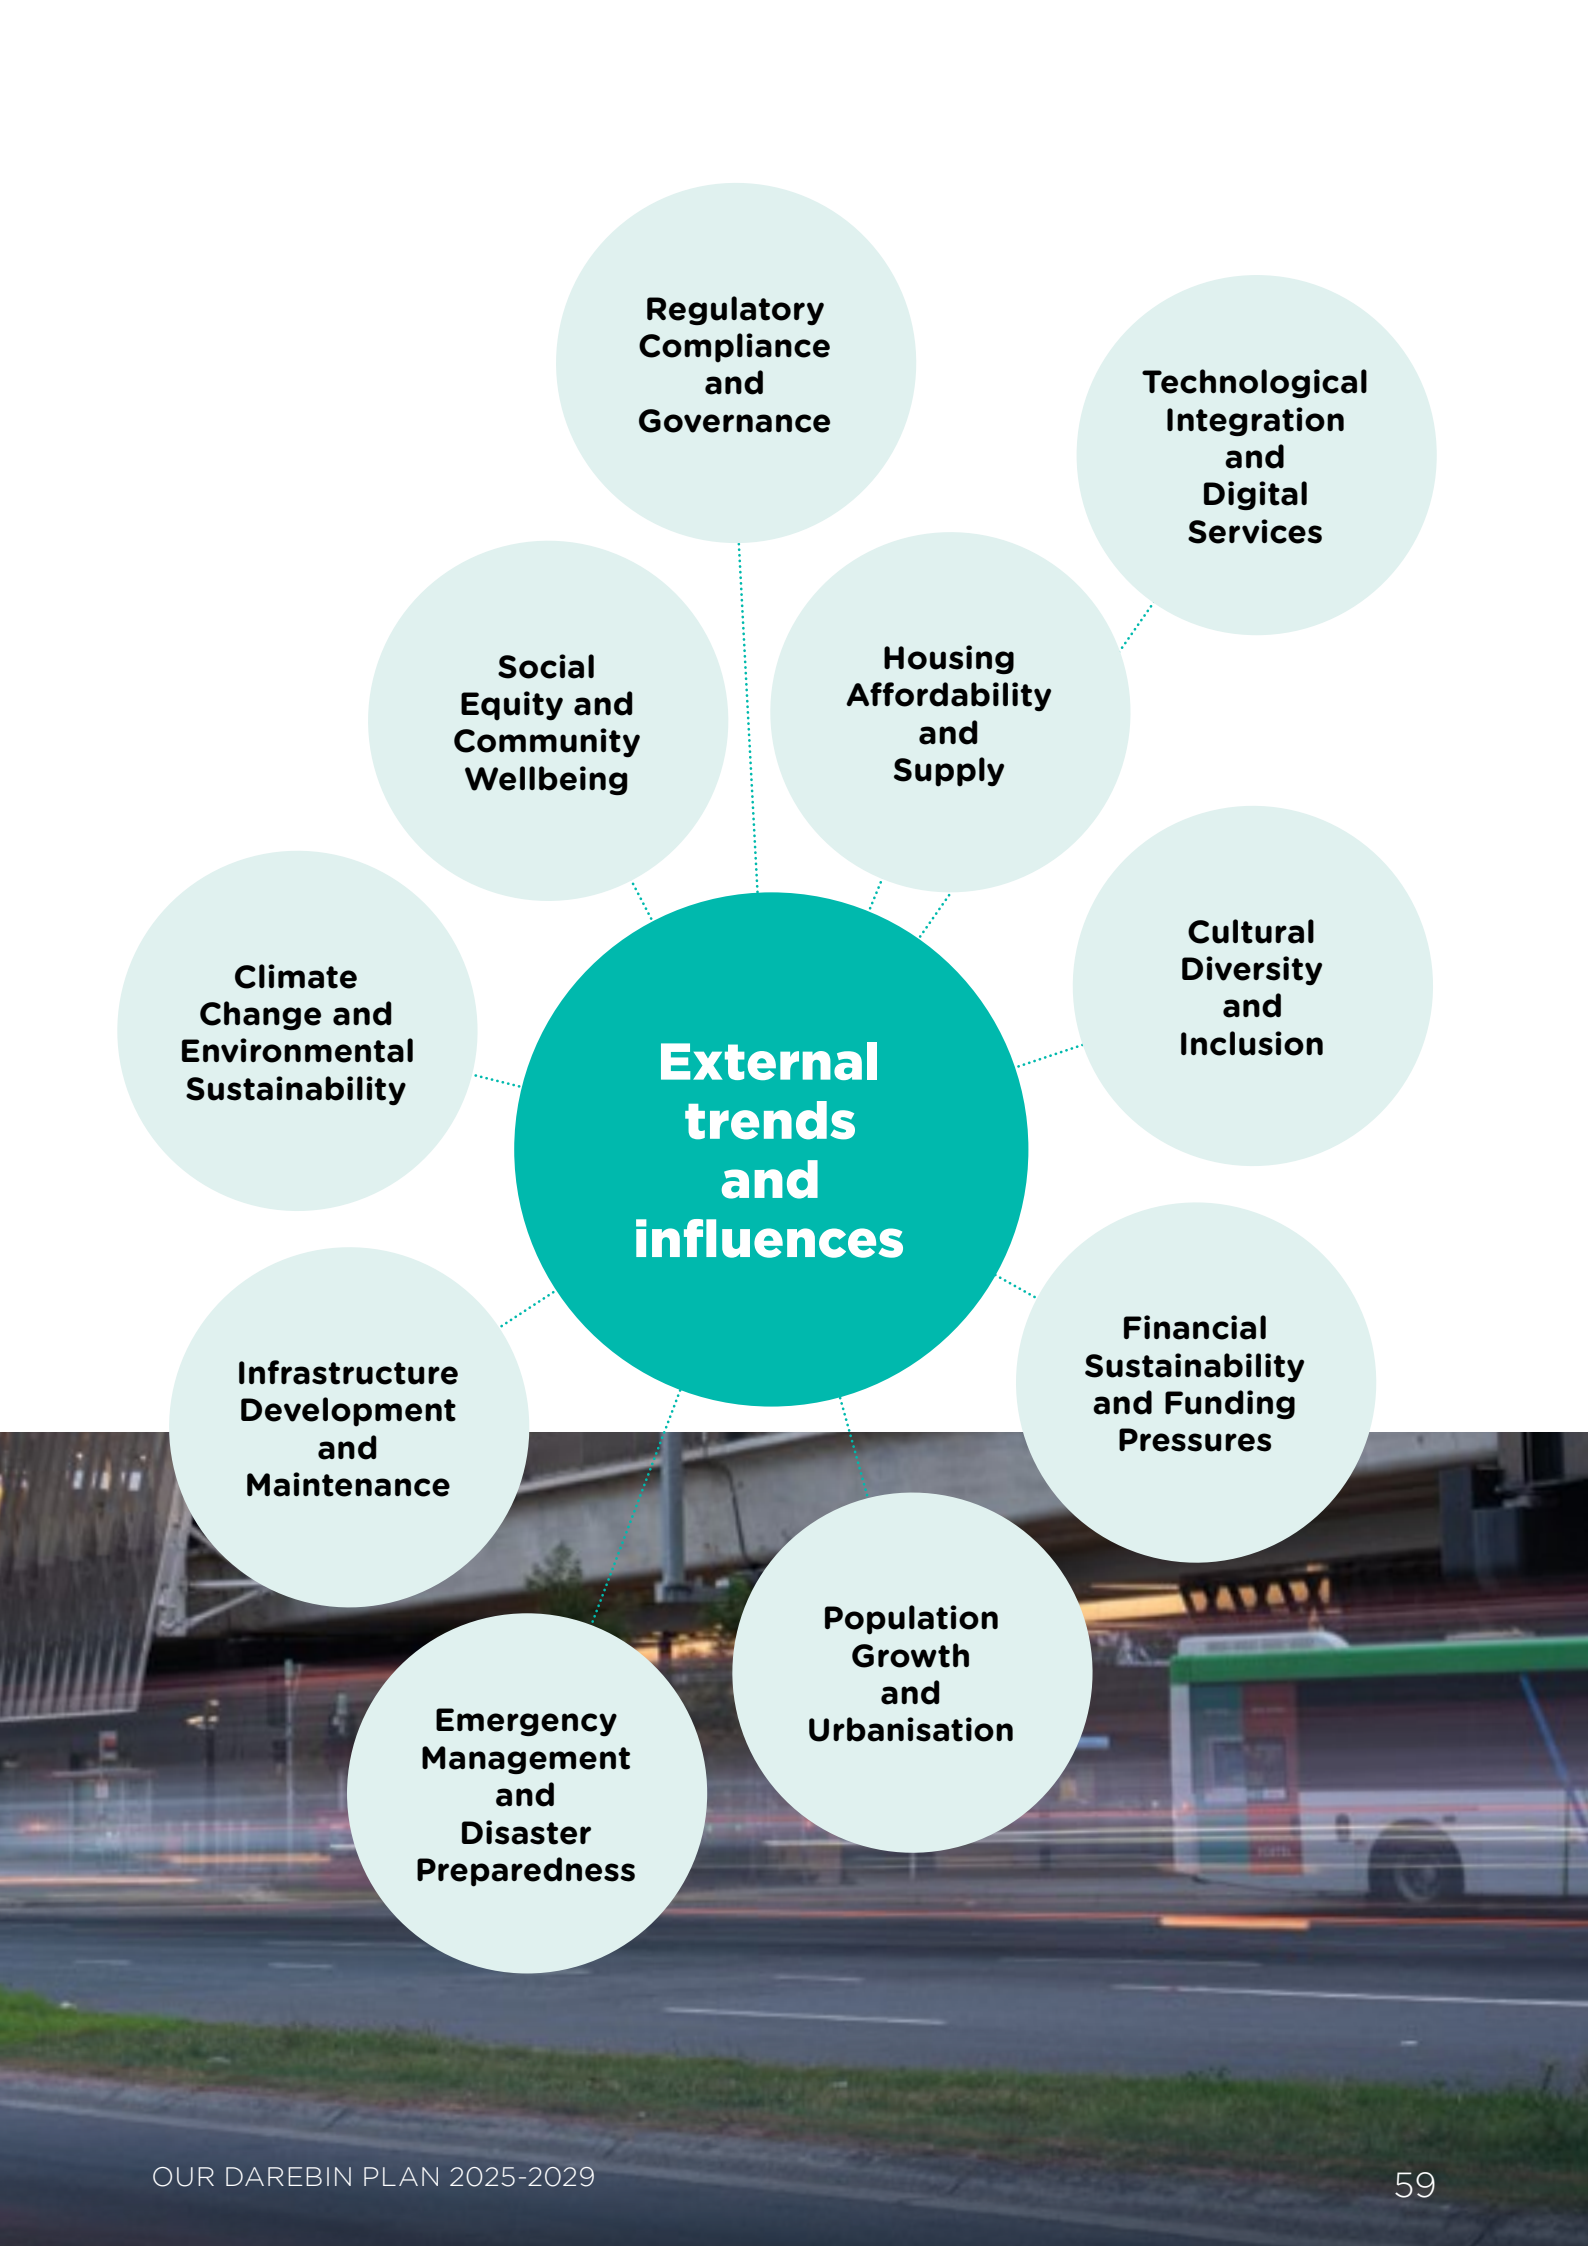 Regulatory
Compliance
and
Governance
Technological
Integration
and
Digital
Services
Social
Equity and
Community
Wellbeing
Housing
Affordability
and
Supply
Climate
Change and
Environmental
Sustainability
Cultural
Diversity
and
Inclusion
External
trends
and
influences
Infrastructure
Development
and
Maintenance
Financial
Sustainability
and Funding
Pressures
Emergency
Management
and
Disaster
Preparedness
Population
Growth
and
Urbanisation
OUR DAREBIN PLAN 2025-2029
59